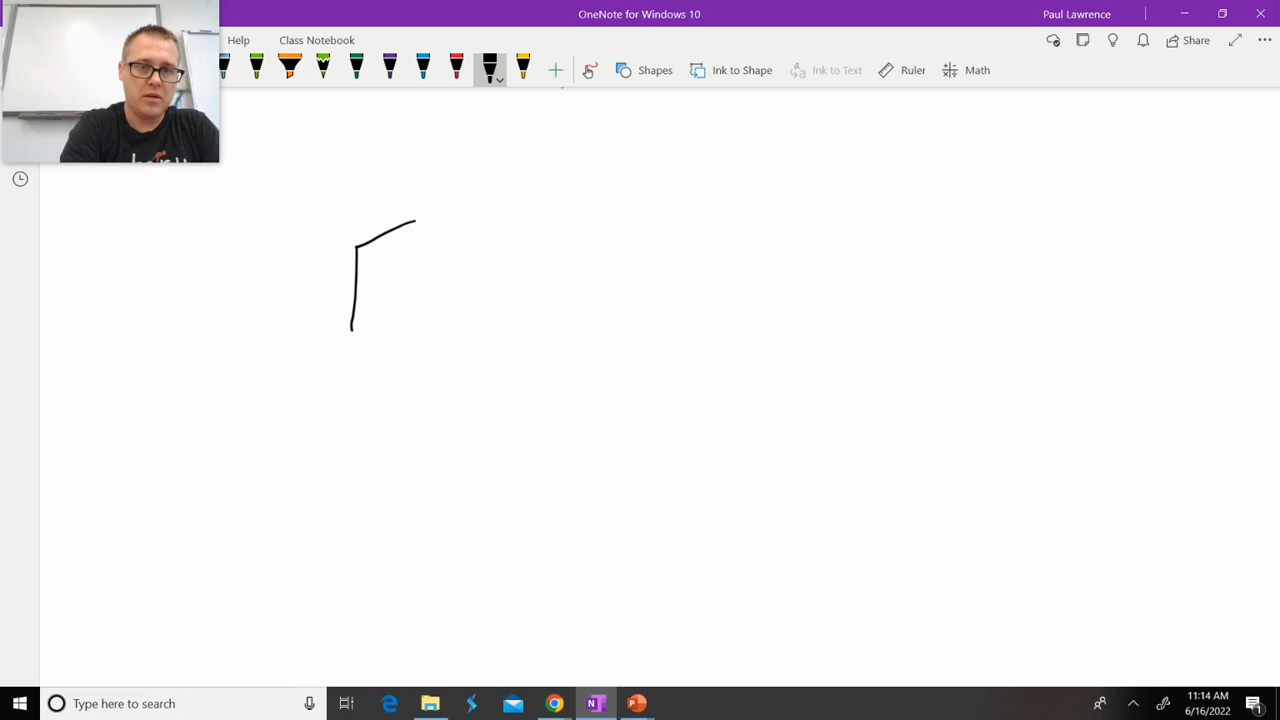 OneNote for Windows 10
Paul Lawrence
Help
Class Notebook
Share
Shapes
Ink to Shape
Ink to Text
Ruler
Math
Type here to search
11:14 AM
6/16/2022